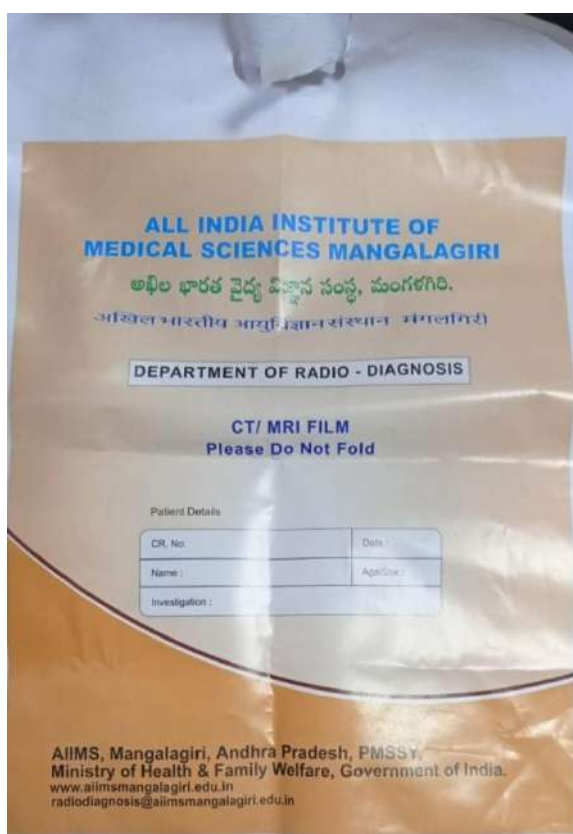 ALL INDIA INSTITUTE OF
MEDICAL SCIENCES MANGALAGIRI
అఖిల భారత వైద్య విజ్ఞాన సంస్థ, మంగళగిరి.
अखिल भारतीय आयुर्विज्ञान संस्थान मंगलगिरी
DEPARTMENT OF RADIO - DIAGNOSIS
CT/ MRI FILM
Please Do Not Fold
Patient Details
CR. No: Date :
Name : Age/Sex :
Investigation :
AIIMS, Mangalagiri, Andhra Pradesh, PMSSY,
Ministry of Health & Family Welfare, Government of India.
www.aiimsmangalagiri.edu.in
radiodiagnosis@aiimsmangalagiri.edu.in